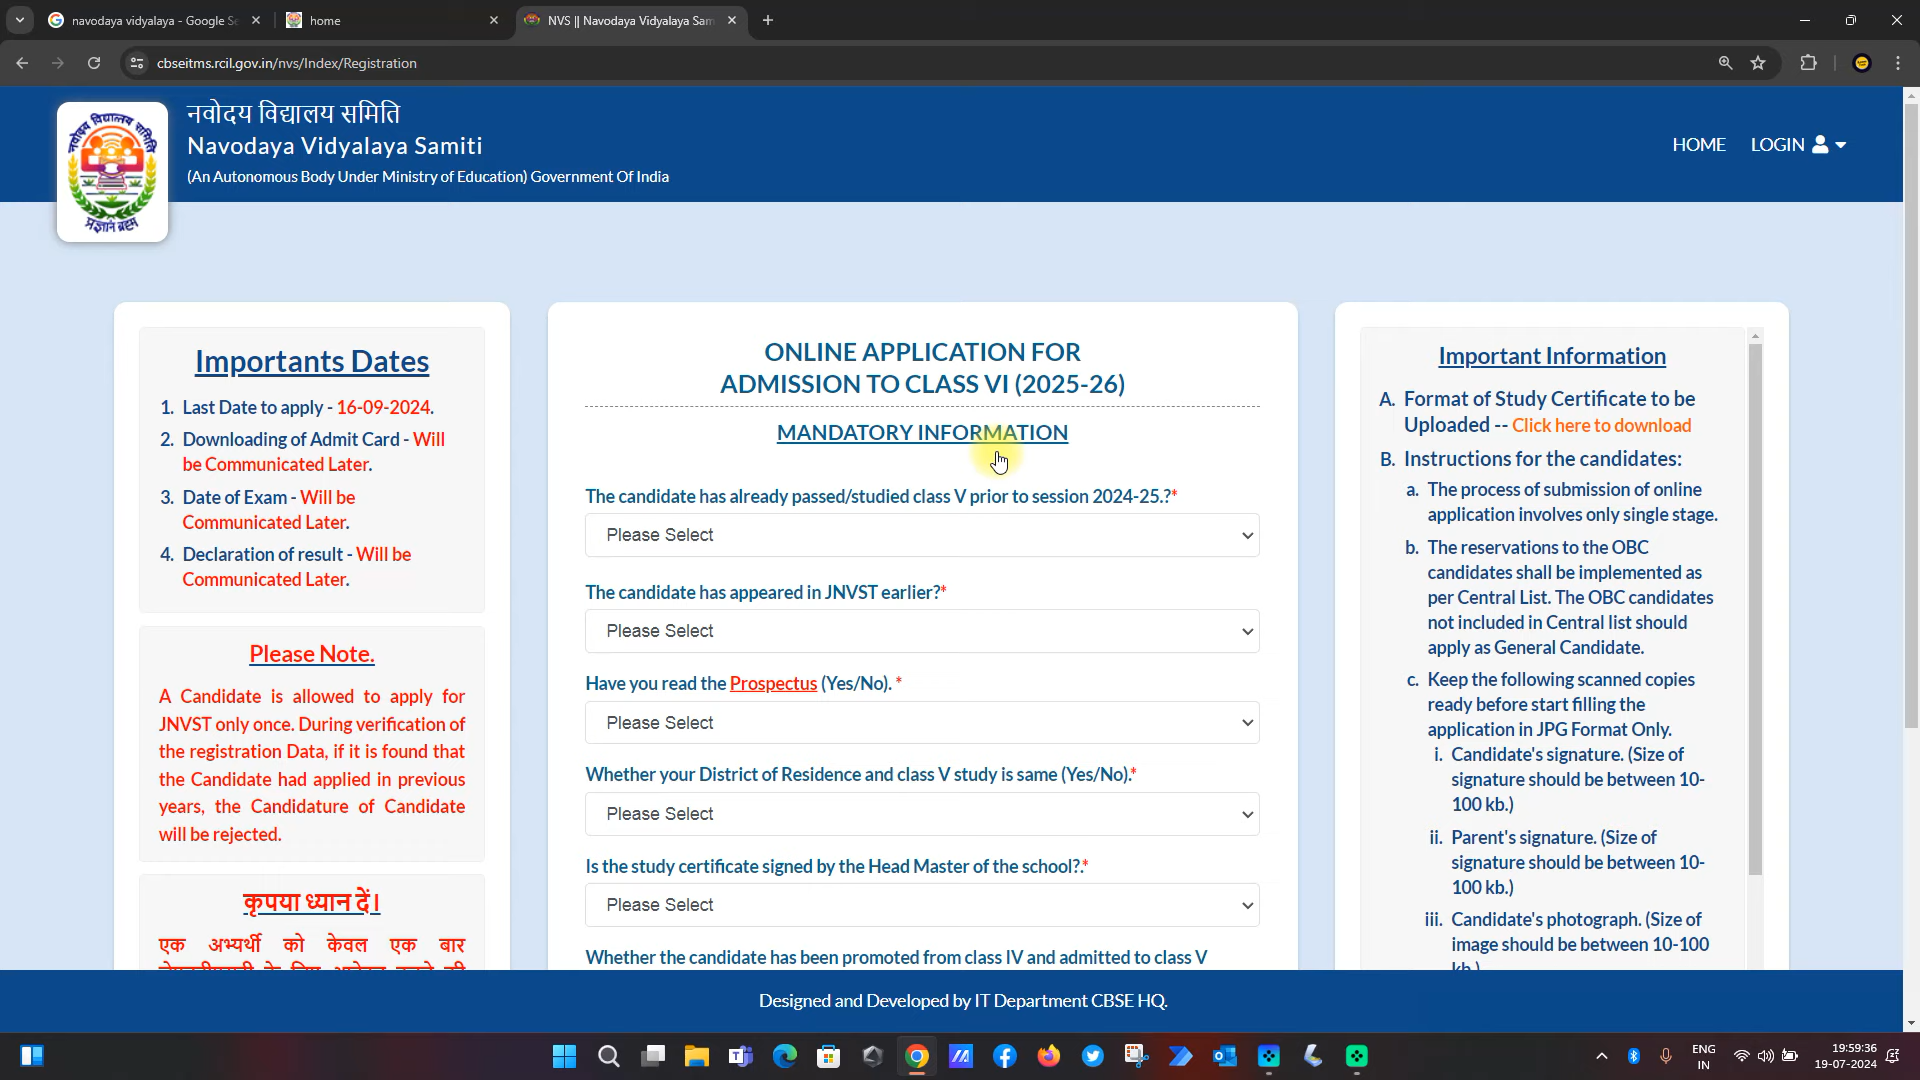 navodaya vidyalaya - Google Se
home
NVS || Navodaya Vidyalaya Sam
cbseitms.rcil.gov.in/nvs/Index/Registration
नवोदय विद्यालय समिति
Navodaya Vidyalaya Samiti
(An Autonomous Body Under Ministry of Education) Government Of India
HOME
LOGIN
नवोदय विद्यालय समिति
प्रज्ञानं ब्रह्म
Importants Dates
1. Last Date to apply - 16-09-2024.
2. Downloading of Admit Card - Will
be Communicated Later.
3. Date of Exam - Will be
Communicated Later.
4. Declaration of result - Will be
Communicated Later.
Please Note.
A Candidate is allowed to apply for
JNVST only once. During verification of
the registration Data, if it is found that
the Candidate had applied in previous
years, the Candidature of Candidate
will be rejected.
कृपया ध्यान दें।
एक अभ्यर्थी को केवल एक बार
ONLINE APPLICATION FOR
ADMISSION TO CLASS VI (2025-26)
MANDATORY INFORMATION
The candidate has already passed/studied class V prior to session 2024-25.?*
Please Select
The candidate has appeared in JNVST earlier?*
Please Select
Have you read the Prospectus (Yes/No). *
Please Select
Whether your District of Residence and class V study is same (Yes/No).*
Please Select
Is the study certificate signed by the Head Master of the school?.*
Please Select
Whether the candidate has been promoted from class IV and admitted to class V
Important Information
A. Format of Study Certificate to be
Uploaded -- Click here to download
B. Instructions for the candidates:
a. The process of submission of online
application involves only single stage.
b. The reservations to the OBC
candidates shall be implemented as
per Central List. The OBC candidates
not included in Central list should
apply as General Candidate.
c. Keep the following scanned copies
ready before start filling the
application in JPG Format Only.
i. Candidate's signature. (Size of
signature should be between 10-
100 kb.)
ii. Parent's signature. (Size of
signature should be between 10-
100 kb.)
iii. Candidate's photograph. (Size of
image should be between 10-100
kb.)
Designed and Developed by IT Department CBSE HQ.
ENG
IN
19:59:36
19-07-2024